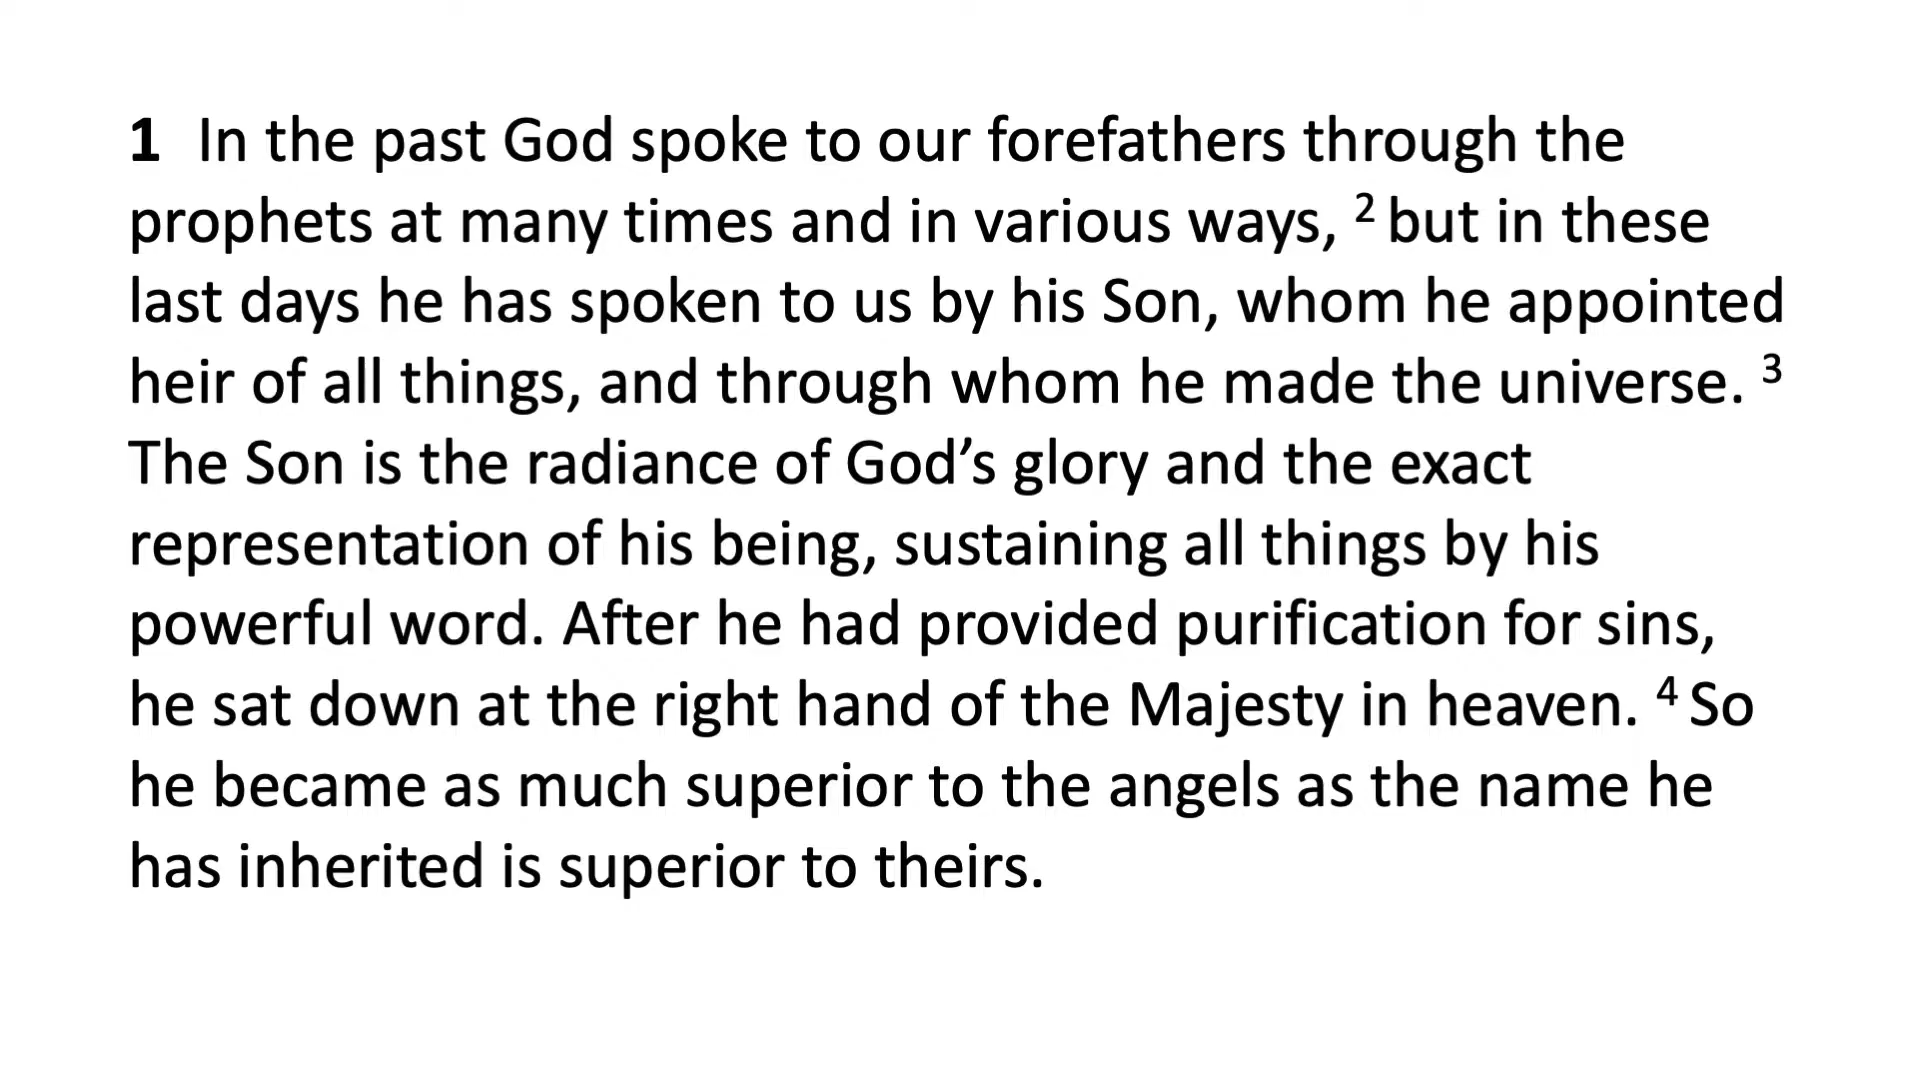 1 In the past God spoke to our forefathers through the
prophets at many times and in various ways, 2 but in these
last days he has spoken to us by his Son, whom he appointed
heir of all things, and through whom he made the universe. 3
The Son is the radiance of God’s glory and the exact
representation of his being, sustaining all things by his
powerful word. After he had provided purification for sins,
he sat down at the right hand of the Majesty in heaven. 4 So
he became as much superior to the angels as the name he
has inherited is superior to theirs.